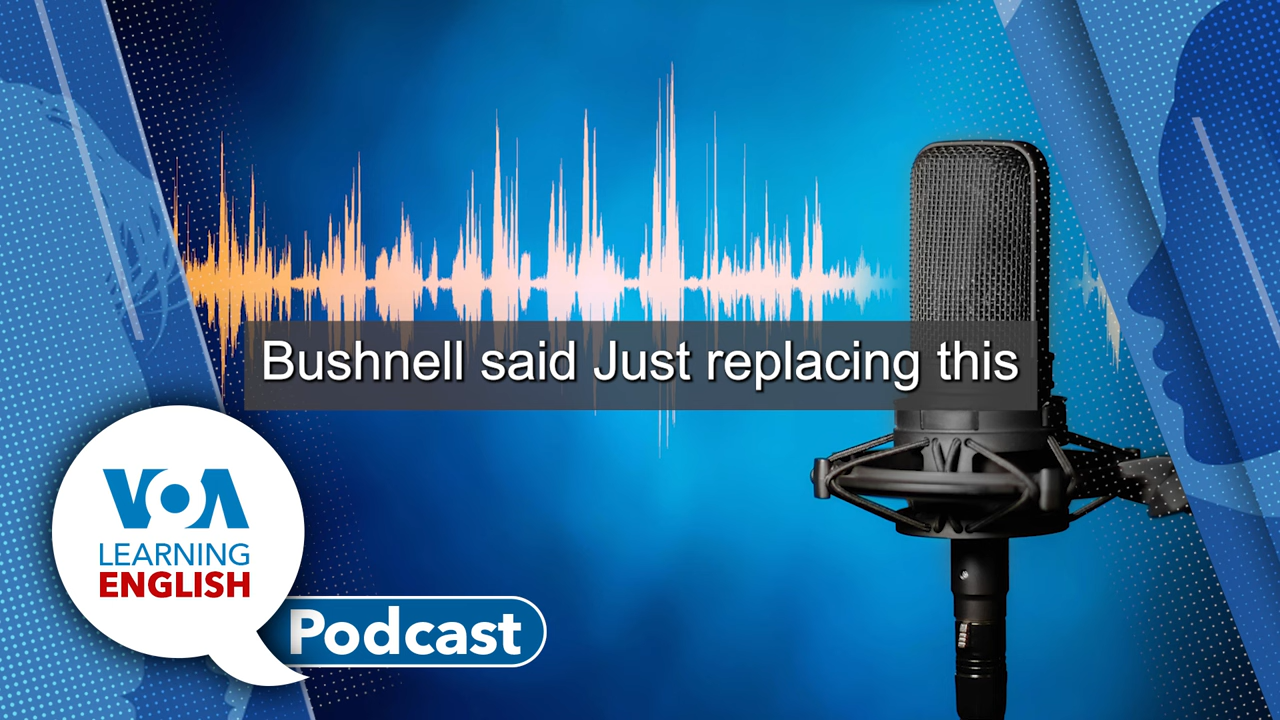 Bushnell said Just replacing this
VOA
LEARNING
ENGLISH
Podcast